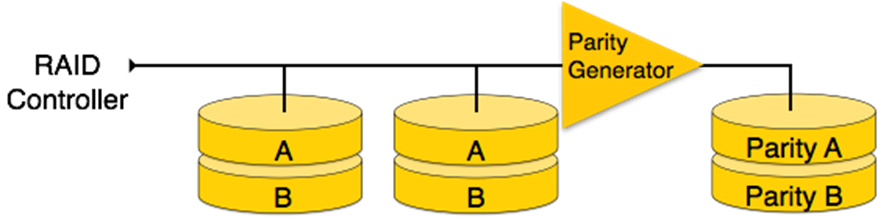 RAID
Controller
Parity
Generator
A
A
Parity A
B
B
Parity B